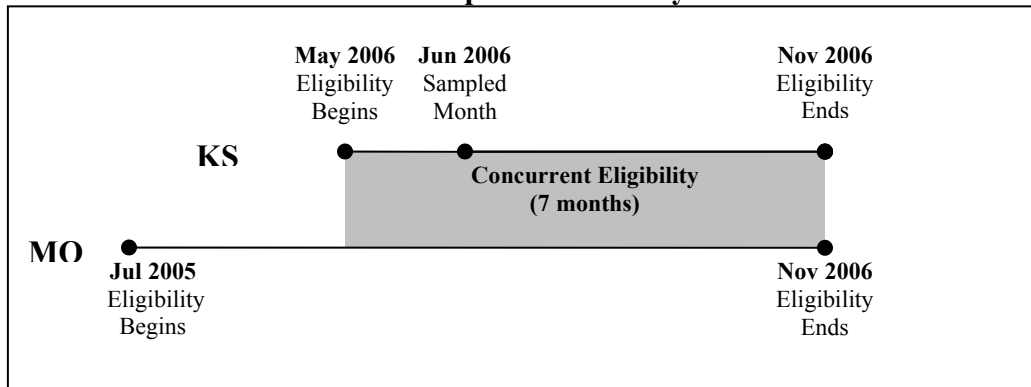 May 2006
Eligibility
Begins
Jun 2006
Sampled
Month
Nov 2006
Eligibility
Ends
KS
Concurrent Eligibility
(7 months)
MO
Jul 2005
Eligibility
Begins
Nov 2006
Eligibility
Ends